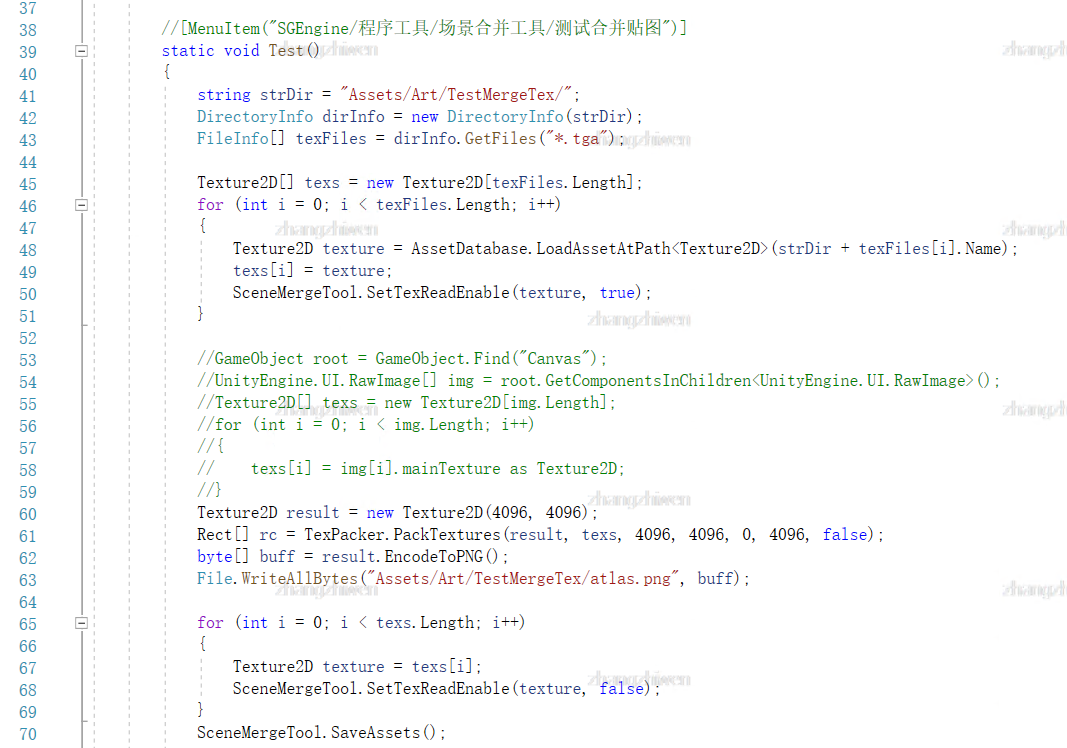 37
38 //[MenuItem("SGEngine/程序工具/场景合并工具/测试合并贴图")]
39 static void Test()
40 {
41 string strDir = "Assets/Art/TestMergeTex/";
42 DirectoryInfo dirInfo = new DirectoryInfo(strDir);
43 FileInfo[] texFiles = dirInfo.GetFiles("*.tga");
44
45 Texture2D[] texs = new Texture2D[texFiles.Length];
46 for (int i = 0; i < texFiles.Length; i++)
47 {
48 Texture2D texture = AssetDatabase.LoadAssetAtPath<Texture2D>(strDir + texFiles[i].Name);
49 texs[i] = texture;
50 SceneMergeTool.SetTexReadEnable(texture, true);
51 }
52
53 //GameObject root = GameObject.Find("Canvas");
54 //UnityEngine.UI.RawImage[] img = root.GetComponentsInChildren<UnityEngine.UI.RawImage>();
55 //Texture2D[] texs = new Texture2D[img.Length];
56 //for (int i = 0; i < img.Length; i++)
57 //{
58 //    texs[i] = img[i].mainTexture as Texture2D;
59 //}
60 Texture2D result = new Texture2D(4096, 4096);
61 Rect[] rc = TexPacker.PackTextures(result, texs, 4096, 4096, 0, 4096, false);
62 byte[] buff = result.EncodeToPNG();
63 File.WriteAllBytes("Assets/Art/TestMergeTex/atlas.png", buff);
64
65 for (int i = 0; i < texs.Length; i++)
66 {
67 Texture2D texture = texs[i];
68 SceneMergeTool.SetTexReadEnable(texture, false);
69 }
70 SceneMergeTool.SaveAssets();